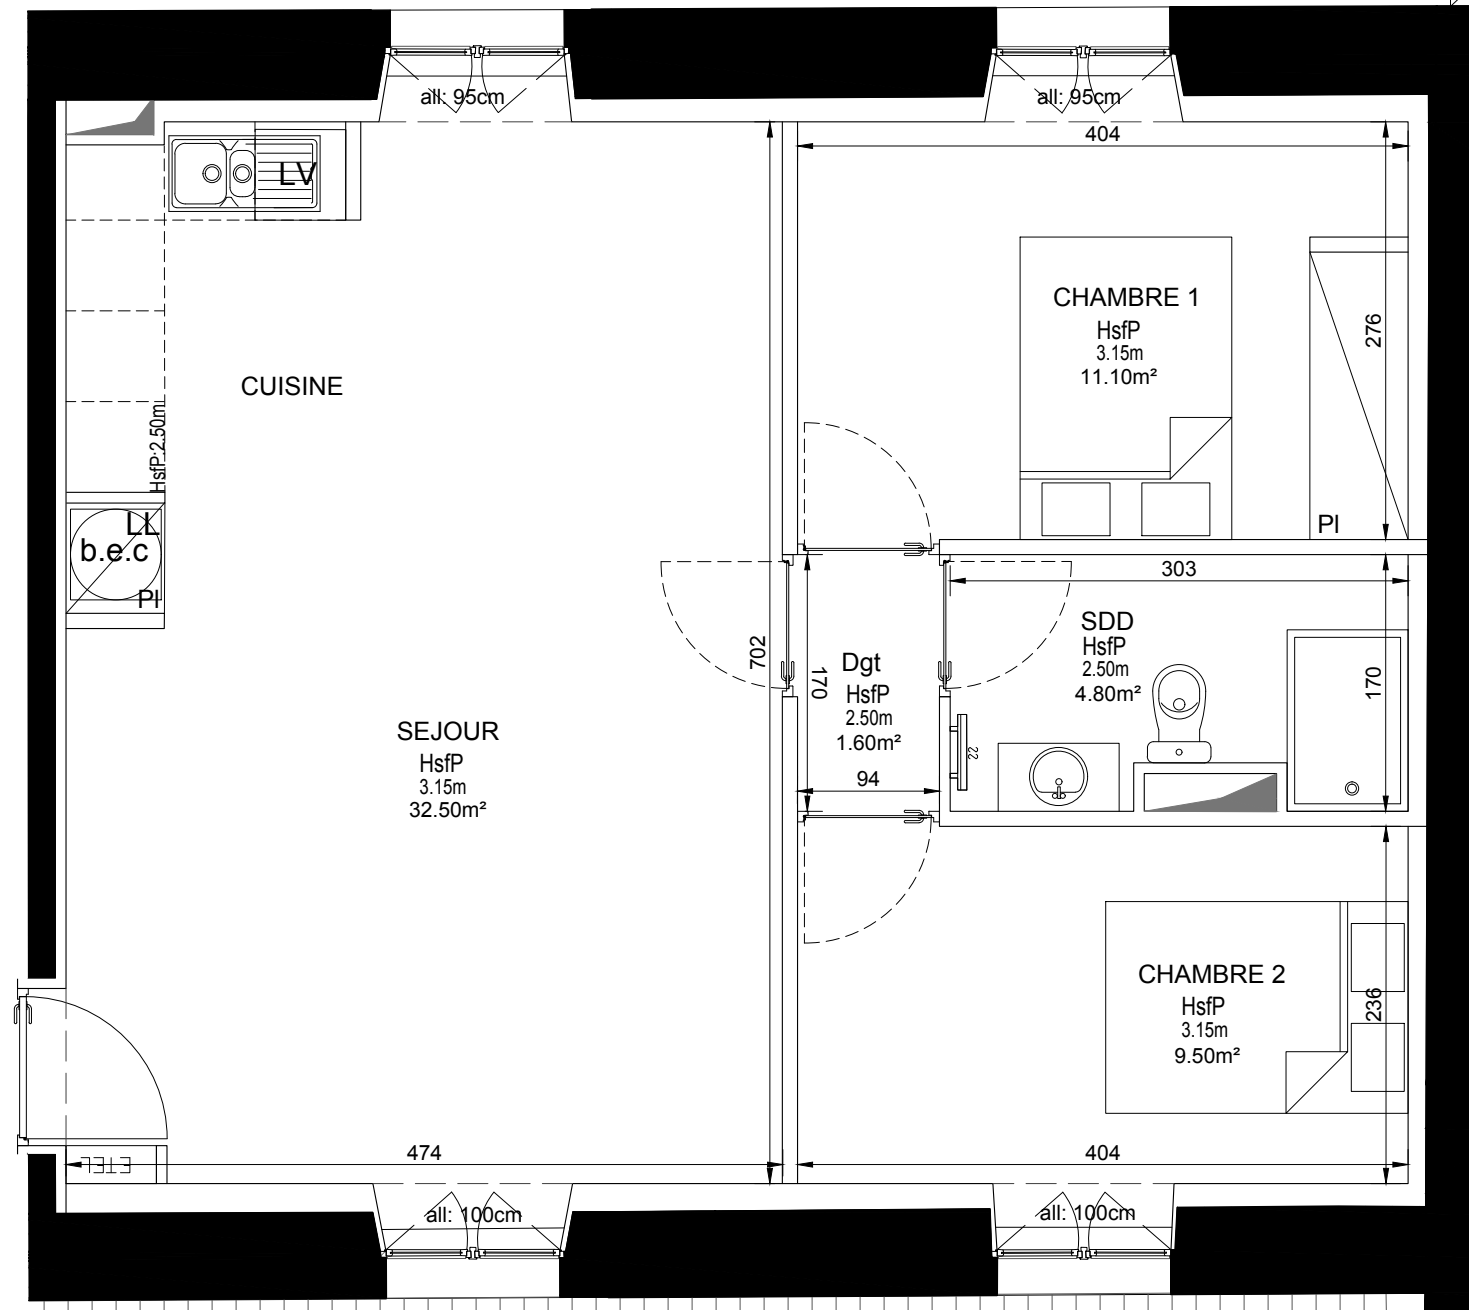 all: 95cm
all: 95cm
404
LV
CHAMBRE 1
HsfP
3.15m
11.10m²
276
CUISINE
HsfP:2.50m
LL
b.e.c
Pl
Pl
303
SDD
HsfP
2.50m
4.80m²
702
170
Dgt
HsfP
2.50m
1.60m²
94
22
170
SEJOUR
HsfP
3.15m
32.50m²
CHAMBRE 2
HsfP
3.15m
9.50m²
236
ETEL
474
404
all: 100cm
all: 100cm